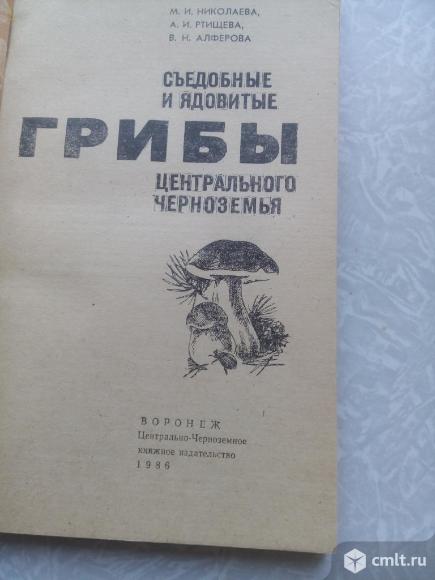 М. И. НИКОЛАЕВА,
А. И. РТИЩЕВА,
В. Н. АЛФЕРОВА
СЪЕДОБНЫЕ
И ЯДОВИТЫЕ
ГРИБЫ
ЦЕНТРАЛЬНОГО
ЧЕРНОЗЕМЬЯ
ВОРОНЕЖ
Центрально-Черноземное
книжное издательство
1986
cmlt.ru